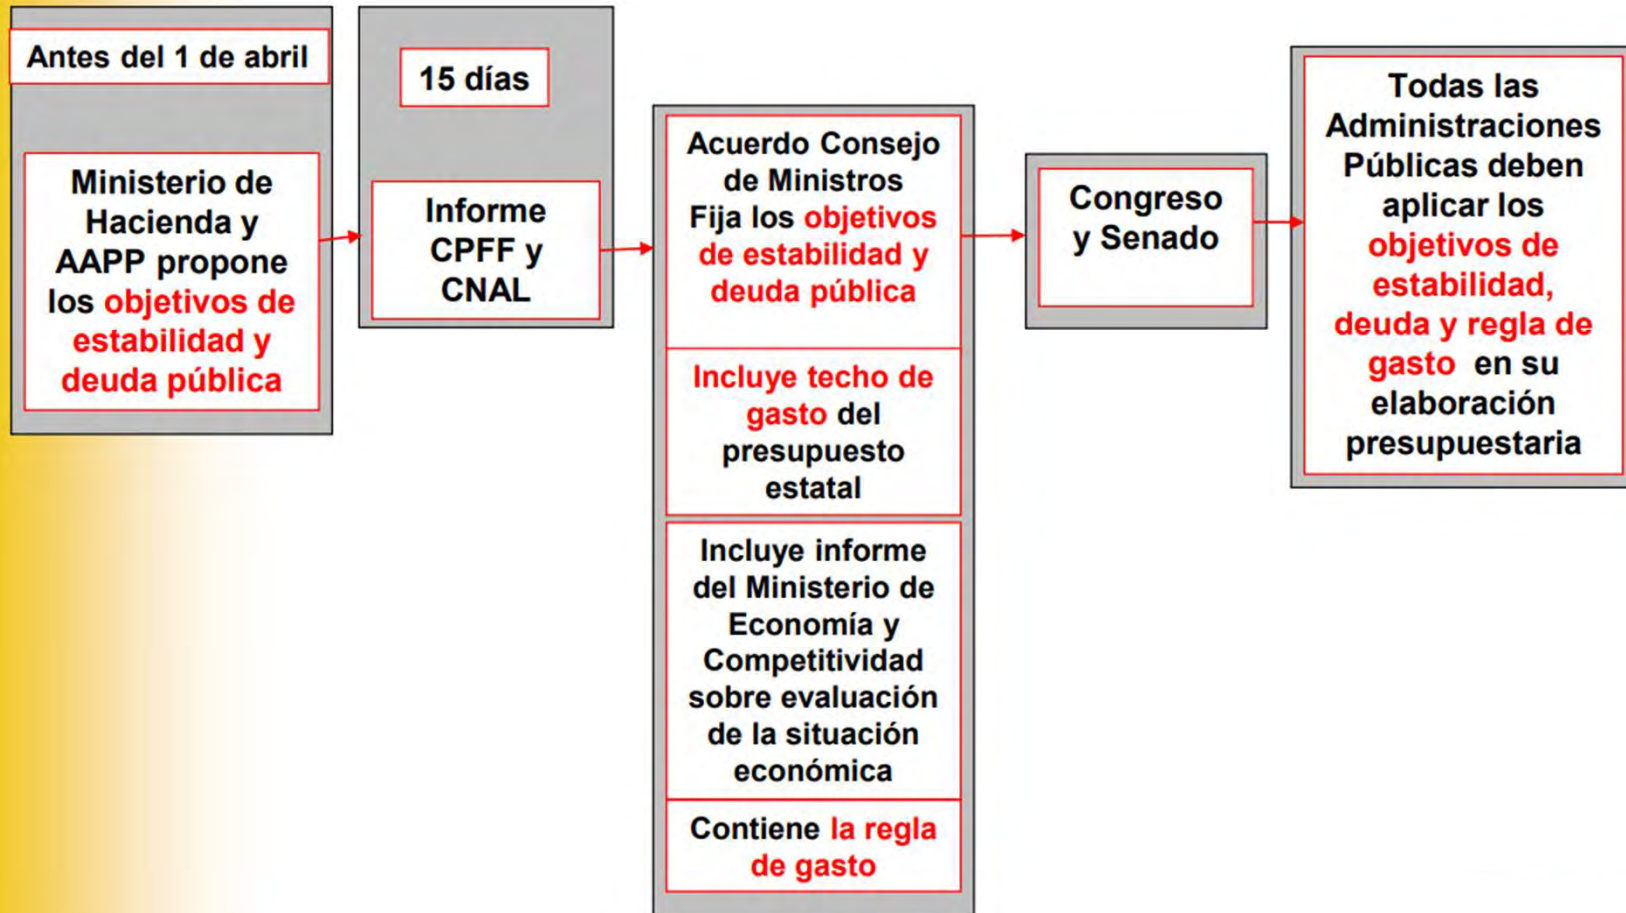 Antes del 1 de abril
Ministerio de
Hacienda y
AAPP propone
los objetivos de
estabilidad y
deuda pública
15 días
Informe
CPFF y
CNAL
Acuerdo Consejo
de Ministros
Fija los objetivos
de estabilidad y
deuda pública
Incluye techo de
gasto del
presupuesto
estatal
Incluye informe
del Ministerio de
Economía y
Competitividad
sobre evaluación
de la situación
económica
Contiene la regla
de gasto
Congreso
y Senado
Todas las
Administraciones
Públicas deben
aplicar los
objetivos de
estabilidad,
deuda y regla de
gasto en su
elaboración
presupuestaria